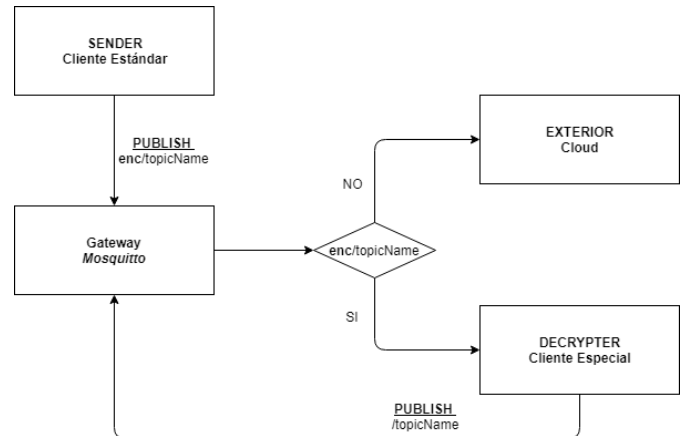 SENDER
Cliente Estándar
PUBLISH
enc/topicName
EXTERIOR
Cloud
NO
Gateway
Mosquitto
enc/topicName
SI
DECRYPTER
Cliente Especial
PUBLISH
/topicName